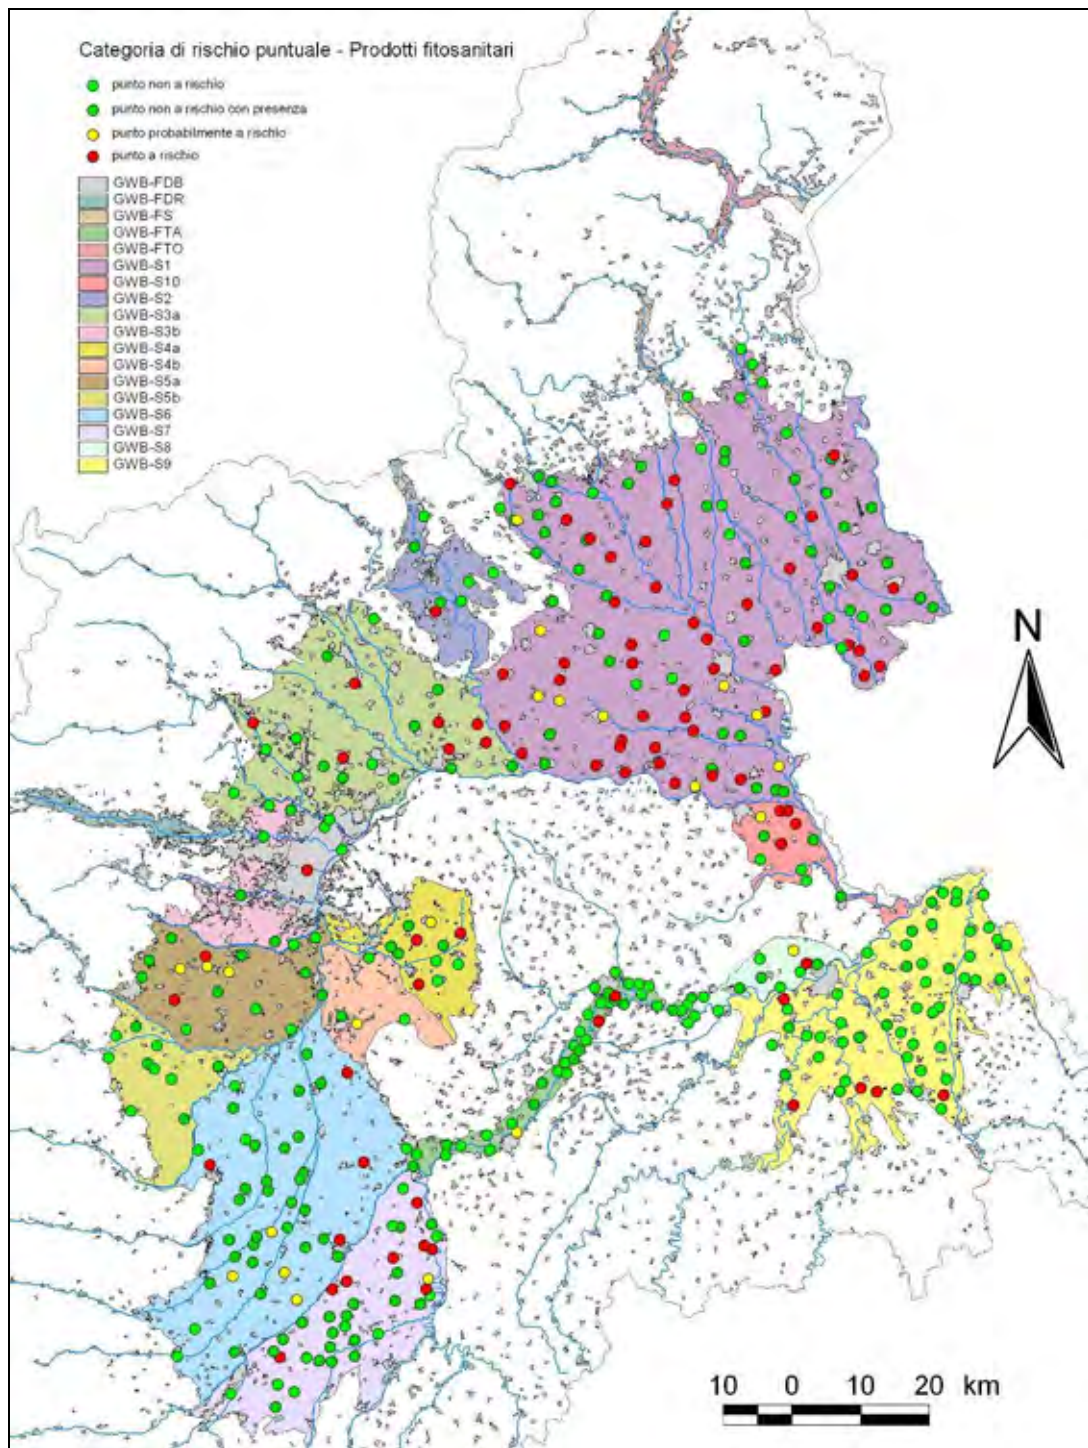 Categoria di rischio puntuale - Prodotti fitosanitari
punto non a rischio
punto non a rischio con presenza
punto probabilmente a rischio
punto a rischio
GWB-FDB
GWB-FDR
GWB-FS
GWB-FTA
GWB-FTO
GWB-S1
GWB-S10
GWB-S2
GWB-S3a
GWB-S3b
GWB-S4a
GWB-S4b
GWB-S5a
GWB-S5b
GWB-S6
GWB-S7
GWB-S8
GWB-S9
N
10 0 10 20 km